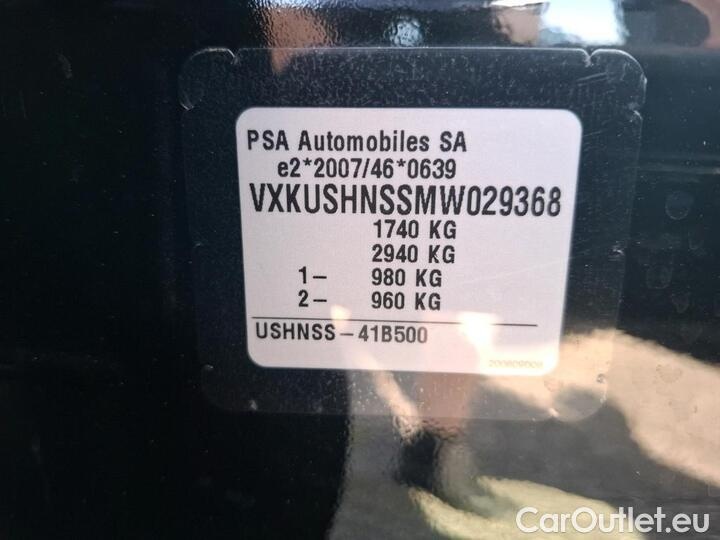 PSA Automobiles SA
e2*2007/46*0639
VXKUSHNSSMW029368
1740 KG
2940 KG
1- 980 KG
2- 960 KG
USHNSS-41B500
CarOutlet.eu